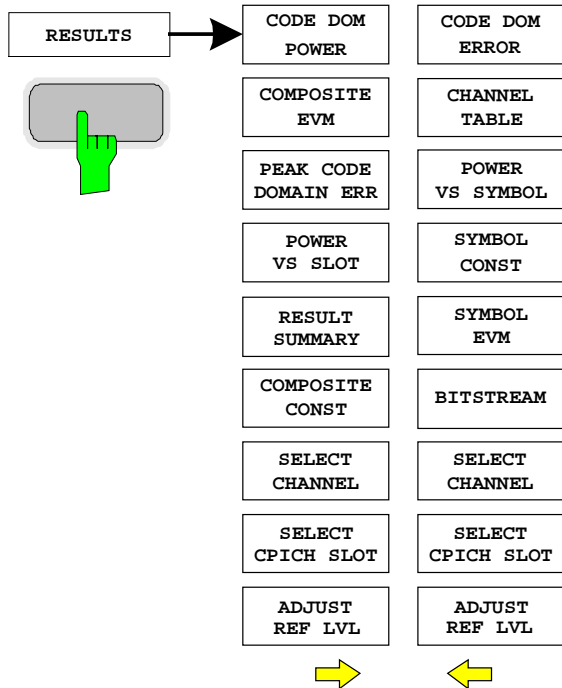 RESULTS
CODE DOM
POWER
COMPOSITE
EVM
PEAK CODE
DOMAIN ERR
POWER
VS SLOT
RESULT
SUMMARY
COMPOSITE
CONST
SELECT
CHANNEL
SELECT
CPICH SLOT
ADJUST
REF LVL
CODE DOM
ERROR
CHANNEL
TABLE
POWER
VS SYMBOL
SYMBOL
CONST
SYMBOL
EVM
BITSTREAM
SELECT
CHANNEL
SELECT
CPICH SLOT
ADJUST
REF LVL